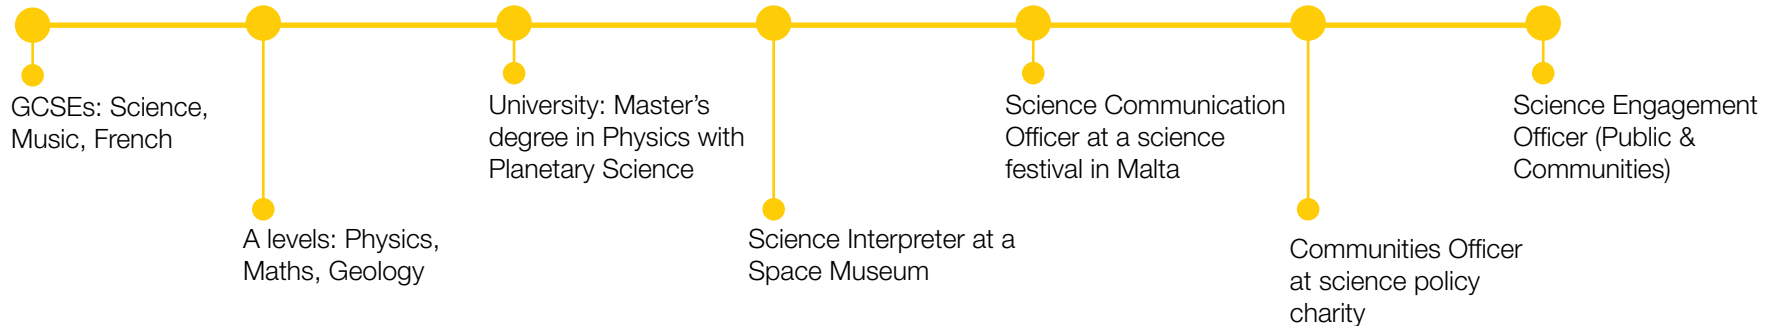 GCSEs: Science,
Music, French
A levels: Physics,
Maths, Geology
University: Master’s
degree in Physics with
Planetary Science
Science Interpreter at a
Space Museum
Science Communication
Officer at a science
festival in Malta
Communities Officer
at science policy
charity
Science Engagement
Officer (Public &
Communities)